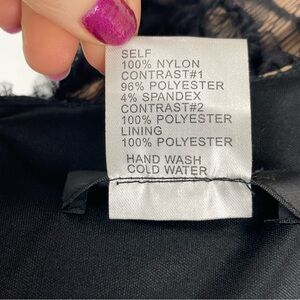 SELF
100% NYLON
CONTRAST#1
96% POLYESTER
4% SPANDEX
CONTRAST#2
100% POLYESTER
LINING
100% POLYESTER
HAND WASH
COLD WATER